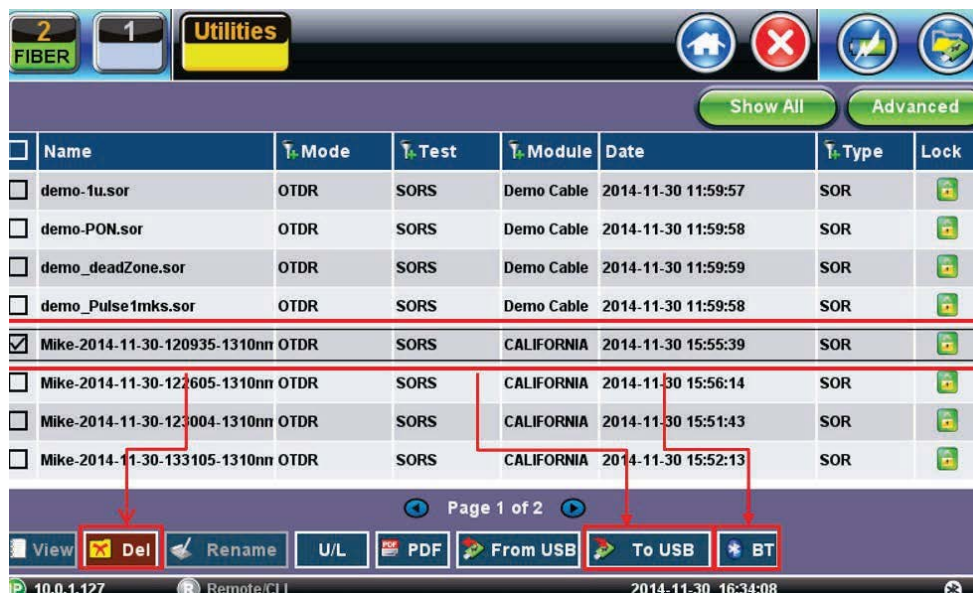 2 1 Utilities
FIBER
Show All Advanced
Name Mode Test Module Date Type Lock
demo-1u.sor OTDR SORS Demo Cable 2014-11-30 11:59:57 SOR
demo-PON.sor OTDR SORS Demo Cable 2014-11-30 11:59:58 SOR
demo_deadZone.sor OTDR SORS Demo Cable 2014-11-30 11:59:59 SOR
demo_Pulse1mks.sor OTDR SORS Demo Cable 2014-11-30 11:59:58 SOR
Mike-2014-11-30-120935-1310nm OTDR SORS CALIFORNIA 2014-11-30 15:55:39 SOR
Mike-2014-11-30-122605-1310nm OTDR SORS CALIFORNIA 2014-11-30 15:56:14 SOR
Mike-2014-11-30-123004-1310nm OTDR SORS CALIFORNIA 2014-11-30 15:51:43 SOR
Mike-2014-11-30-133105-1310nm OTDR SORS CALIFORNIA 2014-11-30 15:52:13 SOR
Page 1 of 2
View Del Rename U/L PDF PDF From USB To USB BT
IP 10.0.1.127 R Remote/CLI 2014-11-30 16:34:08